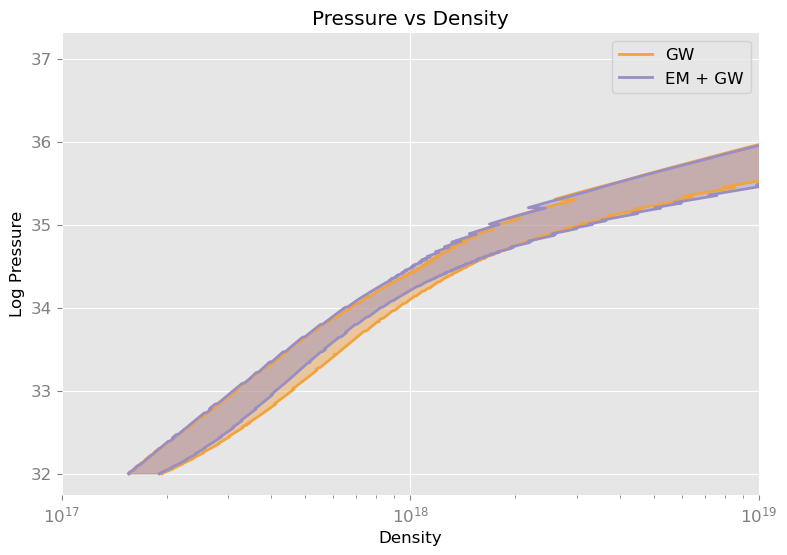 Pressure vs Density
GW
EM + GW
37
36
35
34
33
32
Log Pressure
10^17
10^18
10^19
Density